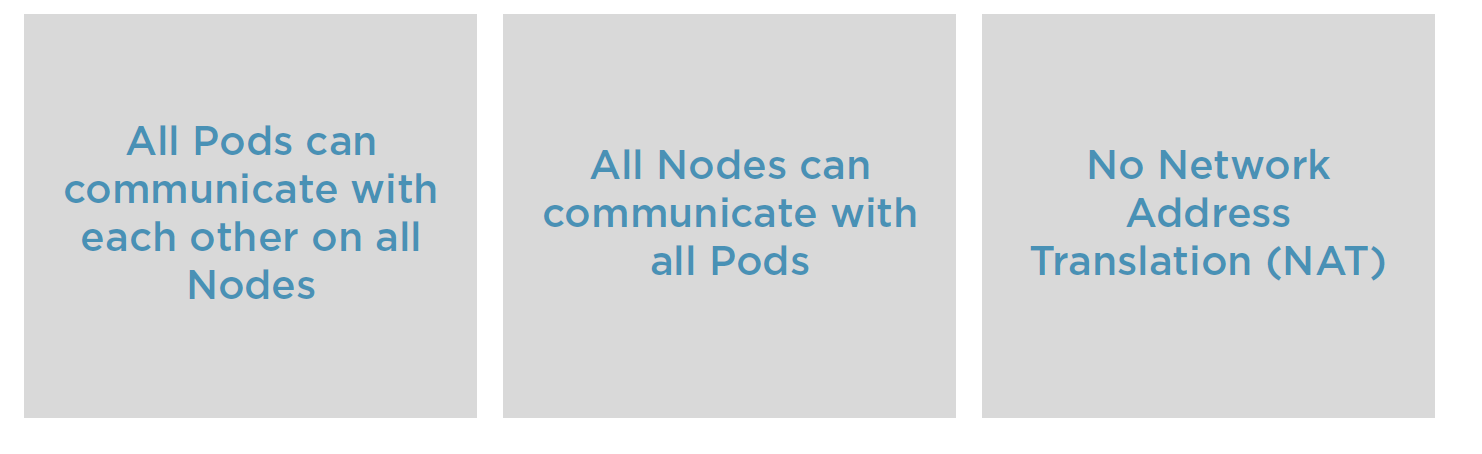 All Pods can
communicate with
each other on all
Nodes
All Nodes can
communicate with
all Pods
No Network
Address
Translation (NAT)